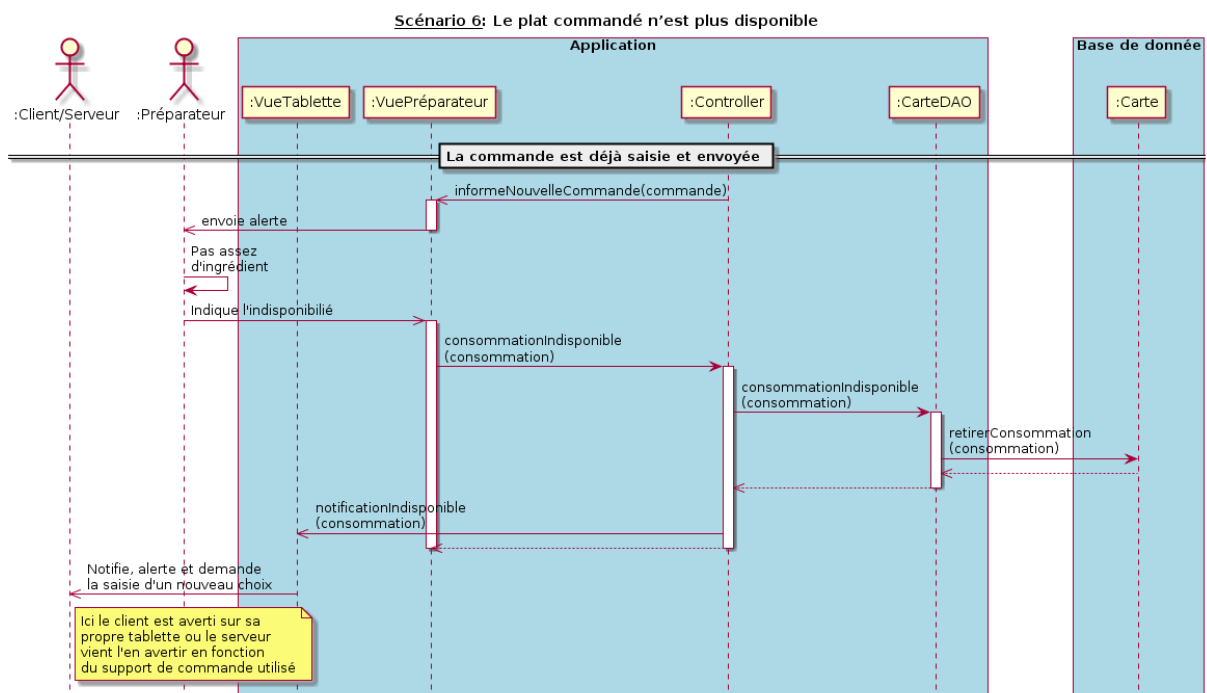 Scénario 6: Le plat commandé n’est plus disponible
Application
Base de donnée
:Client/Serveur
:Préparateur
:VueTablette
:VuePréparateur
:Controller
:CarteDAO
:Carte
La commande est déjà saisie et envoyée
informeNouvelleCommande(commande)
envoie alerte
Pas assez
d'ingrédient
Indique l'indisponibilié
consommationIndisponible
(consommation)
consommationIndisponible
(consommation)
retirerConsommation
(consommation)
notificationIndisponible
(consommation)
Notifie, alerte et demande
la saisie d'un nouveau choix
Ici le client est averti sur sa
propre tablette ou le serveur
vient l'en avertir en fonction
du support de commande utilisé